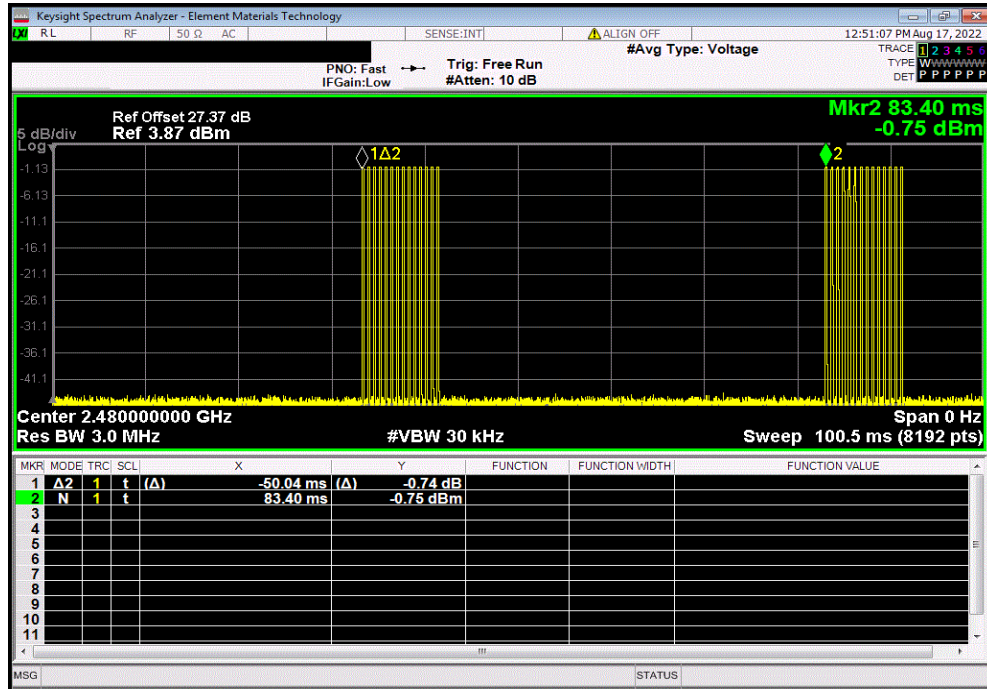 Keysight Spectrum Analyzer - Element Materials Technology
LXI RL RF 50 Ω AC SENSE:INT ALIGN OFF 12:51:07 PM Aug 17, 2022
#Avg Type: Voltage
TRACE 1 2 3 4 5 6
PNO: Fast Trig: Free Run
TYPE WWWWWW
IFGain:Low #Atten: 10 dB
DET P P P P P P
Mkr2 83.40 ms
-0.75 dBm
Ref Offset 27.37 dB
5 dB/div Ref 3.87 dBm
Log
1Δ2
2
-1.13
-6.13
-11.1
-16.1
-21.1
-26.1
-31.1
-36.1
-41.1
Center 2.480000000 GHz Span 0 Hz
Res BW 3.0 MHz #VBW 30 kHz Sweep 100.5 ms (8192 pts)
MKR MODE TRC SCL X Y FUNCTION FUNCTION WIDTH FUNCTION VALUE
1 Δ2 1 t (Δ) -50.04 ms (Δ) -0.74 dB
2 N 1 t 83.40 ms -0.75 dBm
3
4
5
6
7
8
9
10
11
MSG STATUS